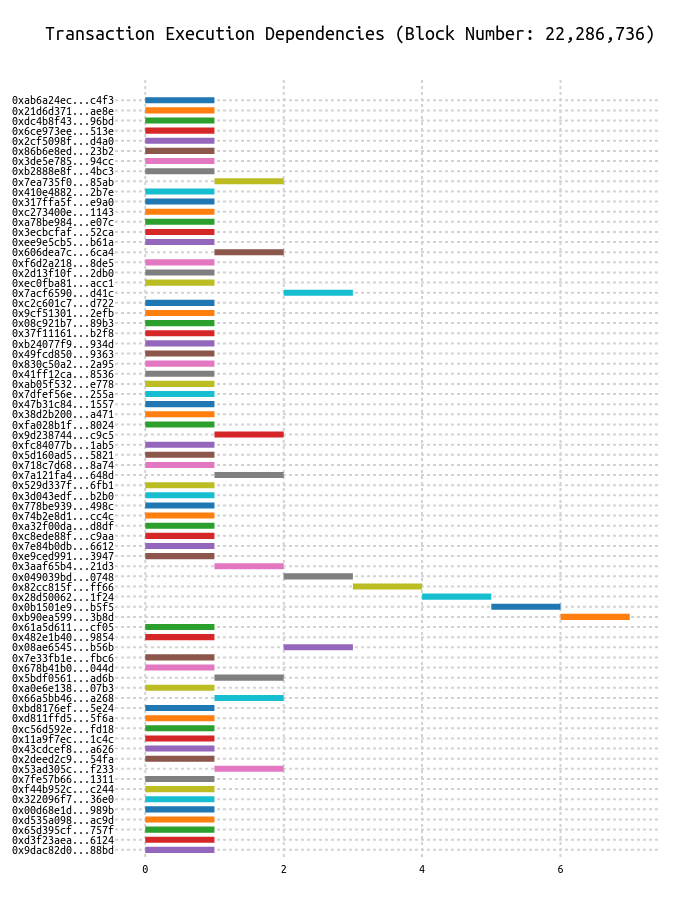 Transaction Execution Dependencies (Block Number: 22,286,736)
0xab6a24ec...c4f3
0x21d6d371...ae8e
0xdc4b8f43...96bd
0x6ce973ee...513e
0x2cf5098f...d4a0
0x86b6e8ed...23b2
0x3de5e785...94cc
0xb2888e8f...4bc3
0x7ea735f0...85ab
0x410e4882...2b7e
0x317ffa5f...e9a0
0xc273400e...1143
0xa78be984...e07c
0x3ecbcfaf...52ca
0xee9e5cb5...b61a
0x606dea7c...6ca4
0xf6d2a218...8de5
0x2d13f10f...2db0
0xec0fba81...acc1
0x7acf6590...d41c
0xc2c601c7...d722
0x9cf51301...2efb
0x08c921b7...89b3
0x37f11161...b2f8
0xb24077f9...934d
0x49fcd850...9363
0x830c50a2...2a95
0x41ff12ca...8536
0xab05f532...e778
0x7dfef56e...255a
0x47b31c84...1557
0x38d2b200...a471
0xfa028b1f...8024
0x9d238744...c9c5
0xfc84077b...1ab5
0x5d160ad5...5821
0x718c7d68...8a74
0x7a121fa4...648d
0x529d337f...6fb1
0x3d043edf...b2b0
0x778be939...498c
0x74b2e8d1...cc4c
0xa32f00da...d8df
0xc8ede88f...c9aa
0x7e84b0db...6612
0xe9ced991...3947
0x3aaf65b4...21d3
0x049039bd...0748
0x82cc815f...ff66
0x28d50062...1f24
0x0b1501e9...b5f5
0xb90ea599...3b8d
0x61a5d611...cf05
0x482e1b40...9854
0x08ae6545...b56b
0x7e33fb1e...fbc6
0x678b41b0...044d
0x5bdf0561...ad6b
0xa0e6e138...07b3
0x66a5bb46...a268
0xbd8176ef...5e24
0xd811ffd5...5f6a
0xc56d592e...fd18
0x11a9f7ec...1c4c
0x43cdcef8...a626
0x2deed2c9...54fa
0x53ad305c...f233
0x7fe57b66...1311
0xf44b952c...c244
0x322096f7...36e0
0x00d68e1d...989b
0xd535a098...ac9d
0x65d395cf...757f
0xd3f23aea...6124
0x9dac82d0...88bd
0 2 4 6